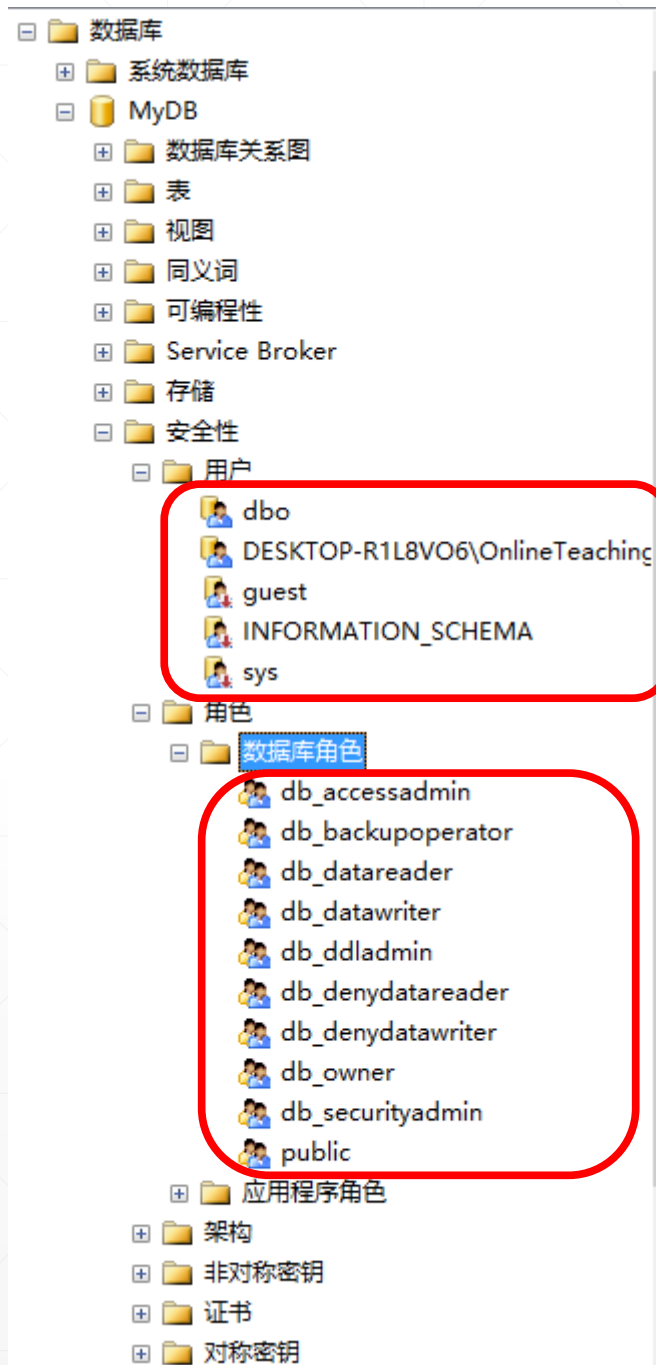 数据库
系统数据库
MyDB
数据库关系图
表
视图
同义词
可编程性
Service Broker
存储
安全性
用户
dbo
DESKTOP-R1L8VO6\OnlineTeaching
guest
INFORMATION_SCHEMA
sys
角色
数据库角色
db_accessadmin
db_backupoperator
db_datareader
db_datawriter
db_ddladmin
db_denydatareader
db_denydatawriter
db_owner
db_securityadmin
public
应用程序角色
架构
非对称密钥
证书
对称密钥